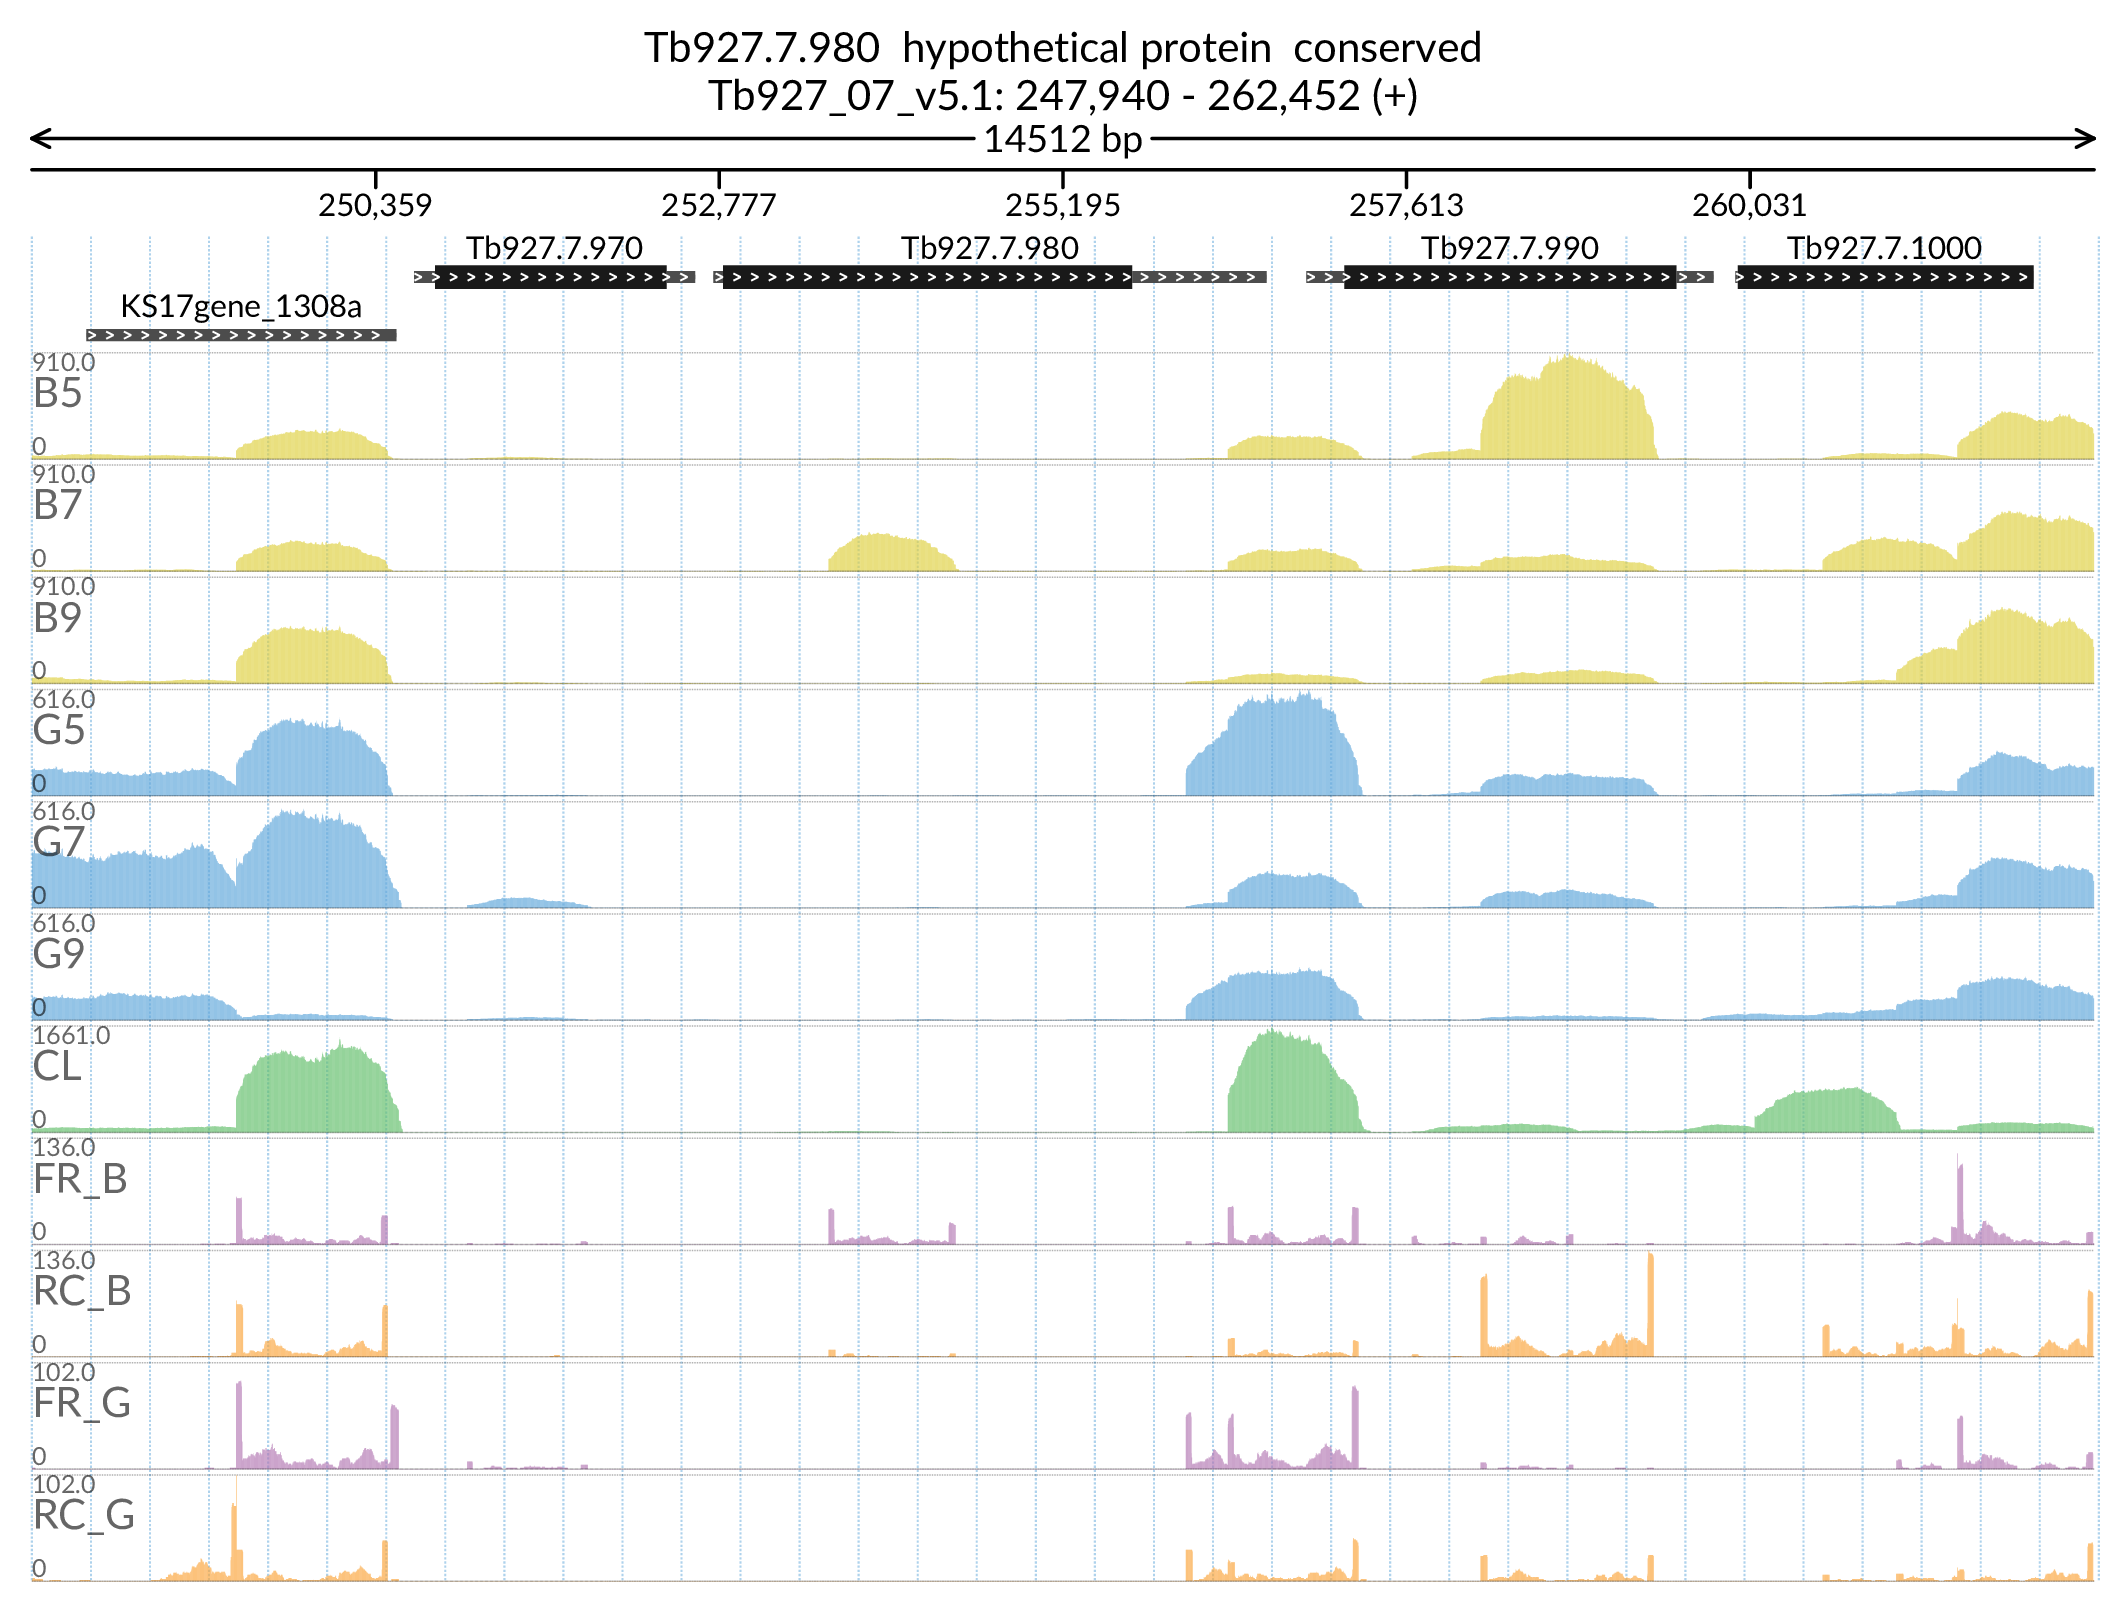 Tb927.7.980  hypothetical protein  conserved
Tb927_07_v5.1: 247,940 - 262,452 (+)
14512 bp
250,359 252,777 255,195 257,613 260,031
Tb927.7.970 Tb927.7.980 Tb927.7.990 Tb927.7.1000
KS17gene_1308a
910.0
B5
0
910.0
B7
0
910.0
B9
0
616.0
G5
0
616.0
G7
0
616.0
G9
0
1661.0
CL
0
136.0
FR_B
0
136.0
RC_B
0
102.0
FR_G
0
102.0
RC_G
0